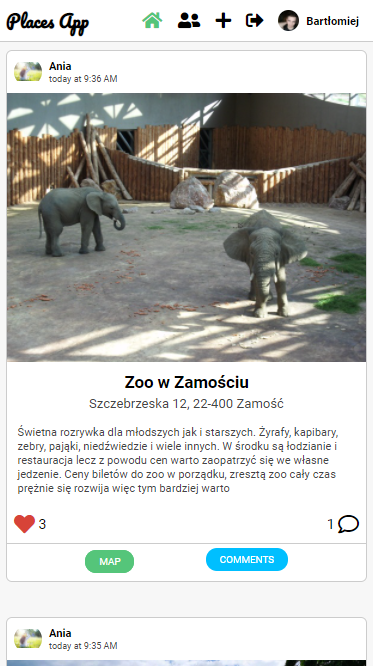 Places App
Bartłomiej
Ania
today at 9:36 AM
Zoo w Zamościu
Szczebrzeska 12, 22-400 Zamość
Świetna rozrywka dla młodszych jak i starszych. Żyrafy, kapibary,
zebry, pająki, niedźwiedzie i wiele innych. W środku są łodzianie i
restauracja lecz z powodu cen warto zaopatrzyć się we własne
jedzenie. Ceny biletów do zoo w porządku, zresztą zoo cały czas
prężnie się rozwija więc tym bardziej warto
3
1
MAP
COMMENTS
Ania
today at 9:35 AM